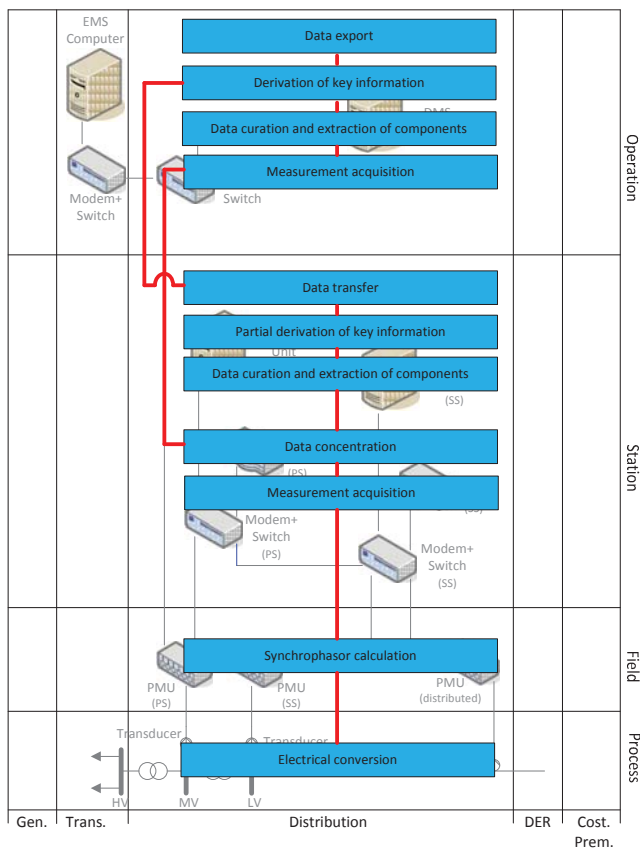 EMS
Computer
Data export
Derivation of key information
DMS
Data curation and extraction of components
Measurement acquisition
Modem+
Switch
Switch
Operation
Data transfer
Partial derivation of key information
Unit
Data curation and extraction of components
(SS)
Data concentration
(PS)
Measurement acquisition
(SS)
Modem+
Switch
(PS)
Modem+
Switch
(SS)
Station
Synchrophasor calculation
PMU
(PS)
PMU
(SS)
PMU
(distributed)
Field
Transducer
Transducer
Electrical conversion
HV
MV
LV
Process
Gen.
Trans.
Distribution
DER
Cost.
Prem.